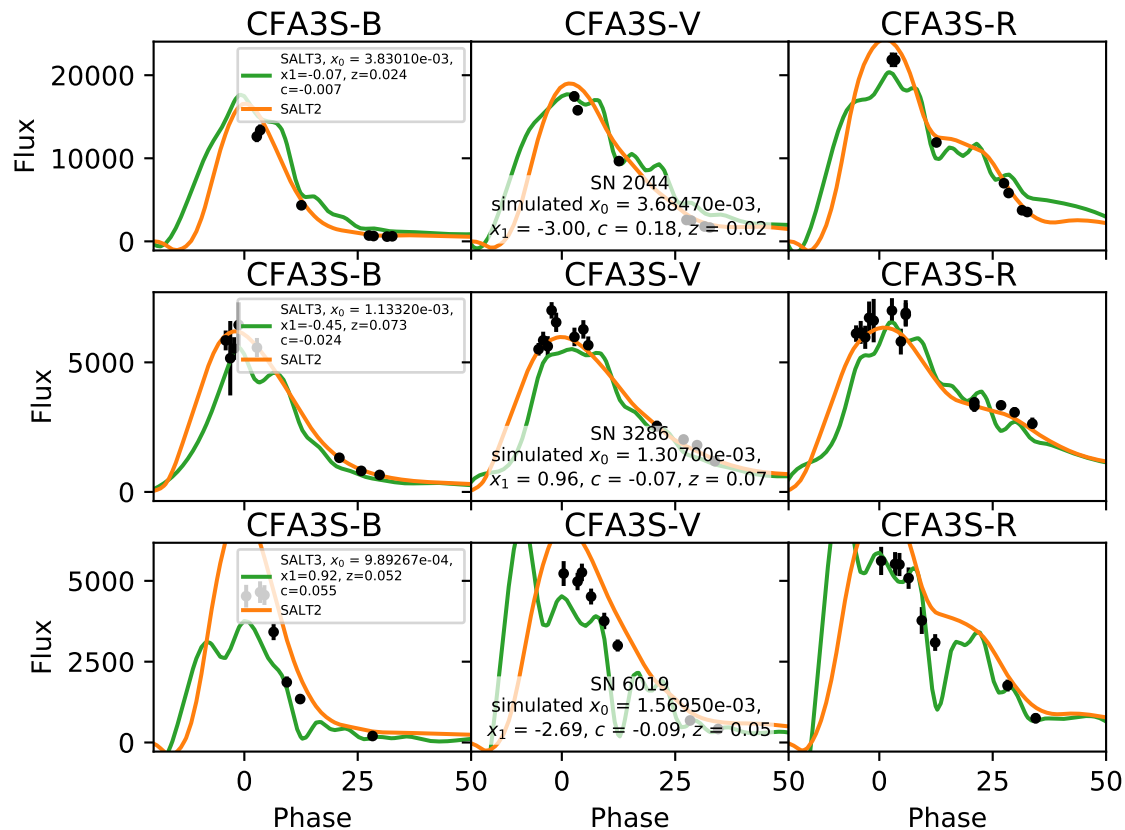 CFA3S-B CFA3S-V CFA3S-R
Flux
20000
10000
0
SALT3, x₀ = 3.83010e-03,
x1=-0.07, z=0.024
c=-0.007
SALT2
SN 2044
simulated x₀ = 3.68470e-03,
x₁ = -3.00, c = 0.18, z = 0.02
CFA3S-B CFA3S-V CFA3S-R
Flux
5000
0
SALT3, x₀ = 1.13320e-03,
x1=-0.45, z=0.073
c=-0.024
SALT2
SN 3286
simulated x₀ = 1.30700e-03,
x₁ = 0.96, c = -0.07, z = 0.07
CFA3S-B CFA3S-V CFA3S-R
Flux
5000
2500
0
SALT3, x₀ = 9.89267e-04,
x1=0.92, z=0.052
c=0.055
SALT2
SN 6019
simulated x₀ = 1.56950e-03,
x₁ = -2.69, c = -0.09, z = 0.05
0 25 50 0 25 50 0 25 50
Phase Phase Phase